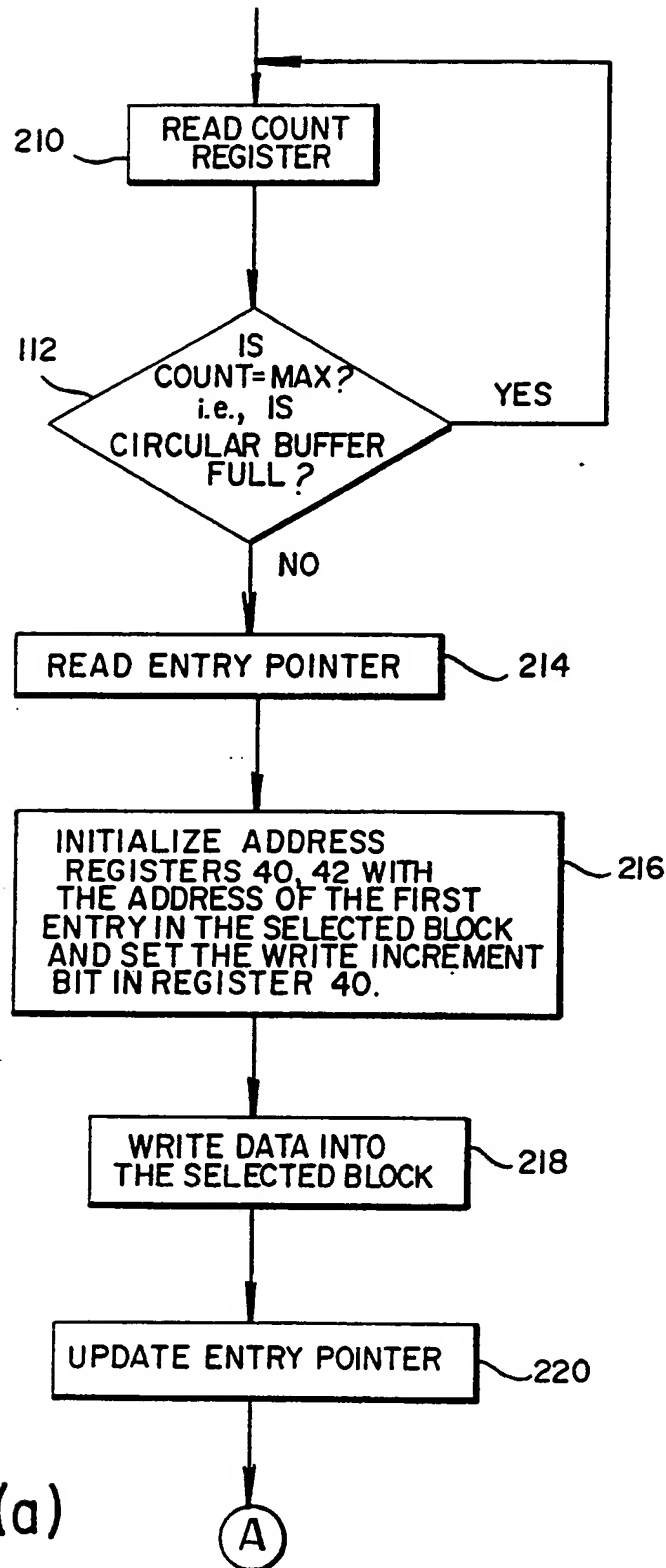 READ COUNT
REGISTER
210
IS
COUNT=MAX?
i.e., IS
CIRCULAR BUFFER
FULL?
112
YES
NO
READ ENTRY POINTER
214
INITIALIZE ADDRESS
REGISTERS 40, 42 WITH
THE ADDRESS OF THE FIRST
ENTRY IN THE SELECTED BLOCK
AND SET THE WRITE INCREMENT
BIT IN REGISTER 40.
216
WRITE DATA INTO
THE SELECTED BLOCK
218
UPDATE ENTRY POINTER
220
(a)
A